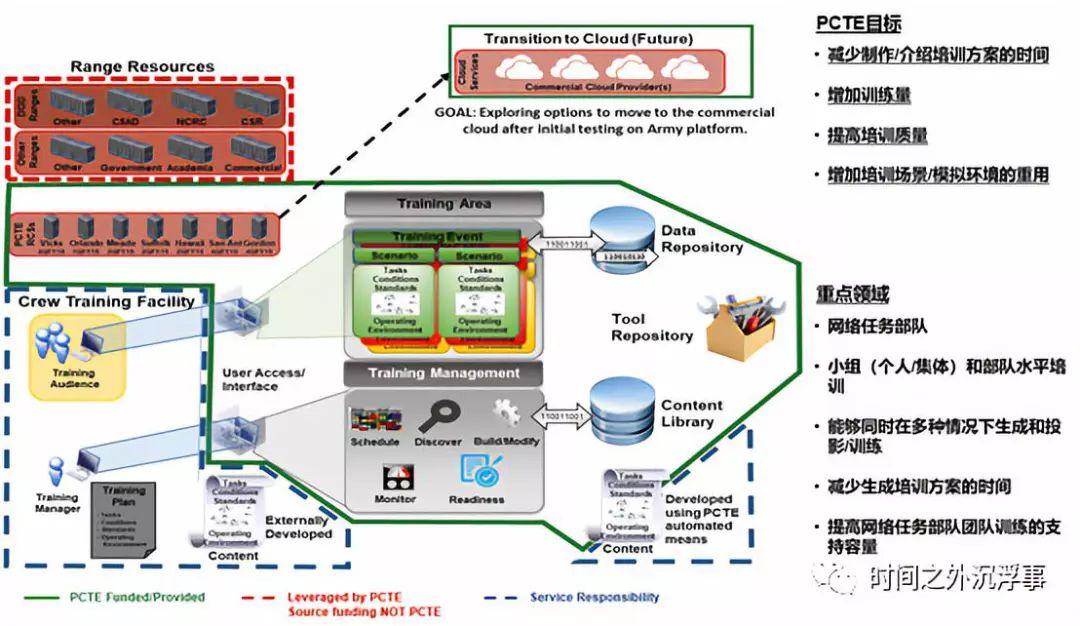 Transition to Cloud (Future)
Cloud
Services
Commercial Cloud Provider(s)
GOAL: Exploring options to move to the commercial
cloud after initial testing on Army platform.
Range Resources
DOD
Ranges
Other
CSAD
NCRC
CSR
Other
Ranges
Other
Government
Academia
Commercial
PCTE
RCSs
Vicks
Orlando
Meade
Suffolk
Hawaii
San Ant
Gordon
Training Area
Training Event
Scenario
Scenario
Tasks
Conditions
Standards
Operating
Environment
Tasks
Conditions
Standards
Operating
Environment
110011001
Data
Repository
Tool
Repository
Training Management
Schedule
Discover
Build/Modify
Monitor
Readiness
110011001
Content
Library
Crew Training Facility
Training
Audience
User Access/
Interface
Training
Manager
Training
Plan
- Tasks
- Conditions
- Standards
- Operating
Environment
Tasks
Conditions
Standards
Operating
Environment
Content
Externally
Developed
Tasks
Conditions
Standards
Operating
Environment
Content
Developed
using PCTE
automated
means
PCTE Funded/Provided
Leveraged by PCTE
Source funding NOT PCTE
Service Responsibility
PCTE目标
• 减少制作/介绍培训方案的时间
• 增加训练量
• 提高培训质量
• 增加培训场景/模拟环境的重用
重点领域
• 网络任务部队
• 小组（个人/集体）和部队水平培
训
• 能够同时在多种情况下生成和投
影/训练
• 减少生成培训方案的时间
• 提高网络任务部队团队训练的支
持容量
时间之外沉浮事